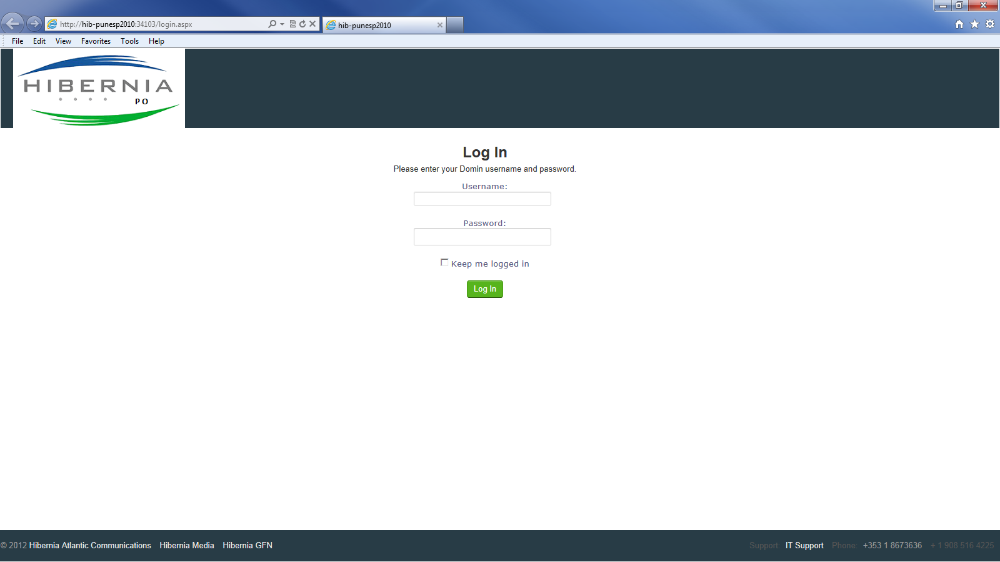 http://hib-punesp2010:34103/login.aspx
hib-punesp2010
File Edit View Favorites Tools Help
HIBERNIA
PO
Log In
Please enter your Domin username and password.
Username:
Password:
Keep me logged in
Log In
© 2012 Hibernia Atlantic Communications Hibernia Media Hibernia GFN
Support: IT Support Phone: +353 1 8673636 + 1 908 516 4225